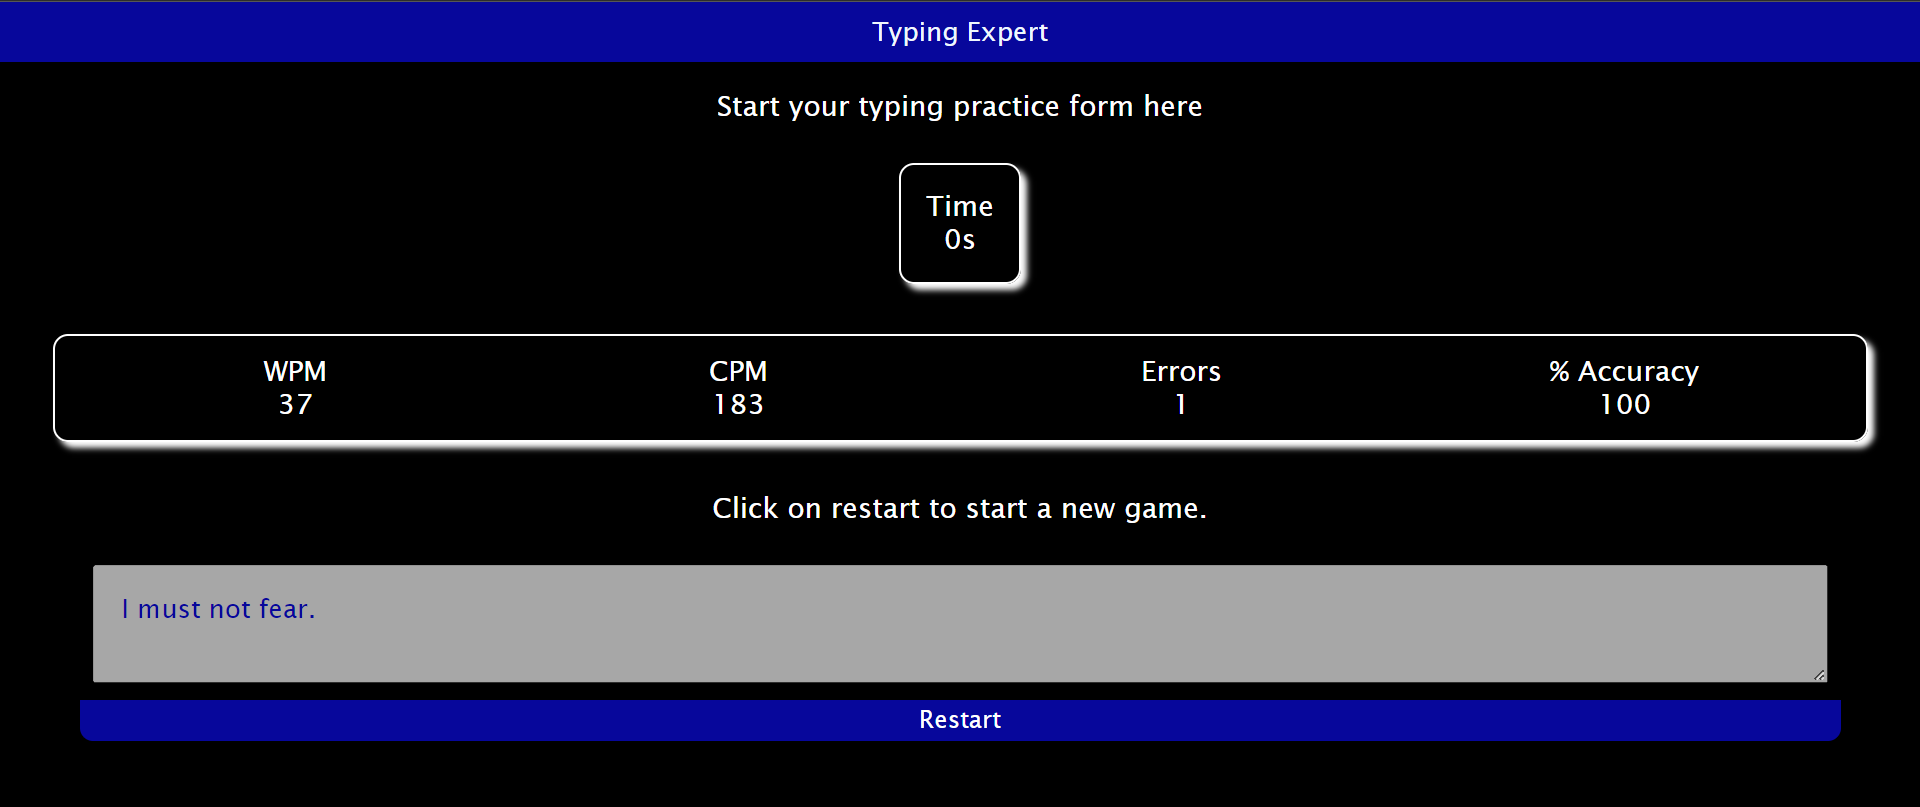 Typing Expert
Start your typing practice form here
Time
0s
WPM CPM Errors % Accuracy
37 183 1 100
Click on restart to start a new game.
I must not fear.
Restart